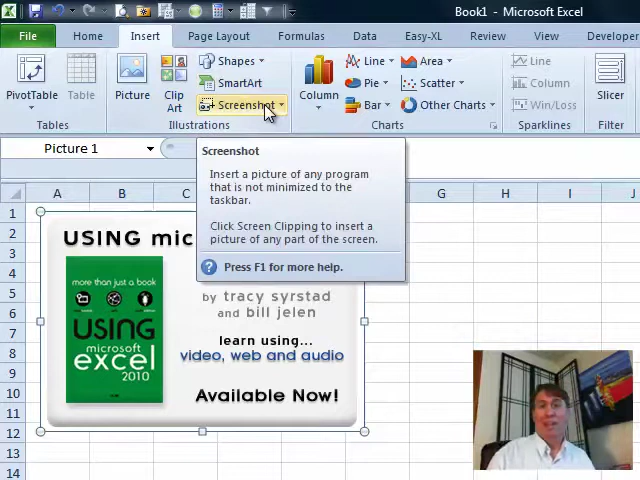 Book1 - Microsoft Excel
File Home Insert Page Layout Formulas Data Easy-XL Review View Developer
PivotTable
Table
Tables
Picture
Clip
Art
Shapes
SmartArt
Screenshot
Illustrations
Column
Line
Pie
Bar
Area
Scatter
Other Charts
Charts
Line
Column
Win/Loss
Sparklines
Slicer
Filter
Picture 1
Screenshot
Insert a picture of any program
that is not minimized to the
taskbar.
Click Screen Clipping to insert a
picture of any part of the screen.
Press F1 for more help.
A B C G H I J
1
2
3
4
5
6
7
8
9
10
11
12
13
14
USING mic
more than just a book
USING
microsoft
excel
2010
by tracy syrstad
and bill jelen
learn using...
video, web and audio
Available Now!